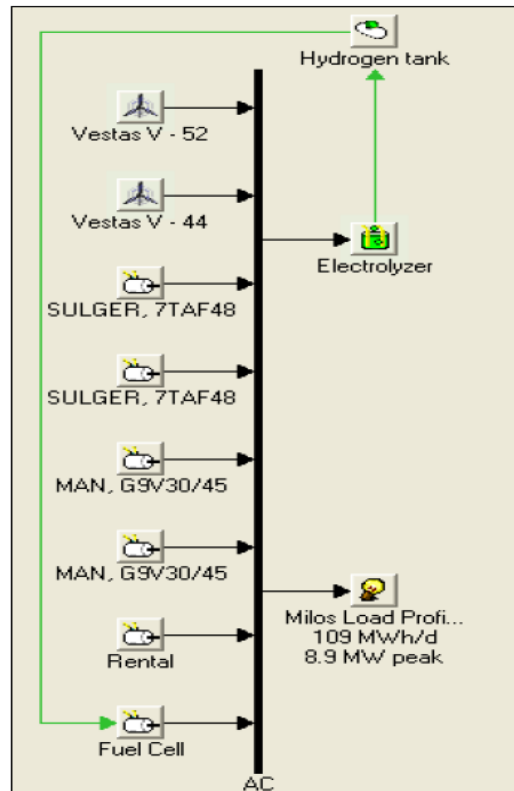 Hydrogen tank
Vestas V - 52
Vestas V - 44
Electrolyzer
SULGER, 7TAF48
SULGER, 7TAF48
MAN, G9V30/45
MAN, G9V30/45
Milos Load Profi...
109 MWh/d
8.9 MW peak
Rental
Fuel Cell
AC